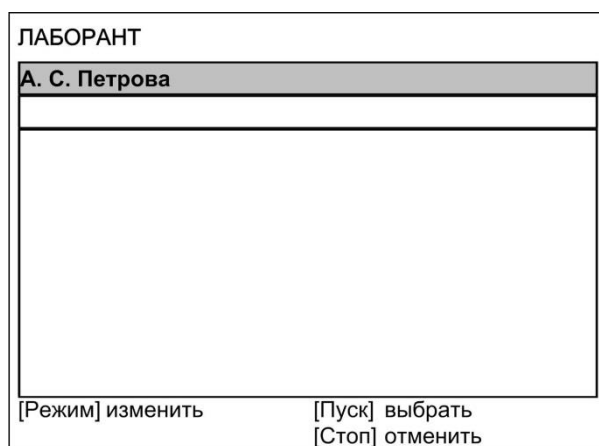 ЛАБОРАНТ
А. С. Петрова
[Режим] изменить [Пуск] выбрать
[Стоп] отменить